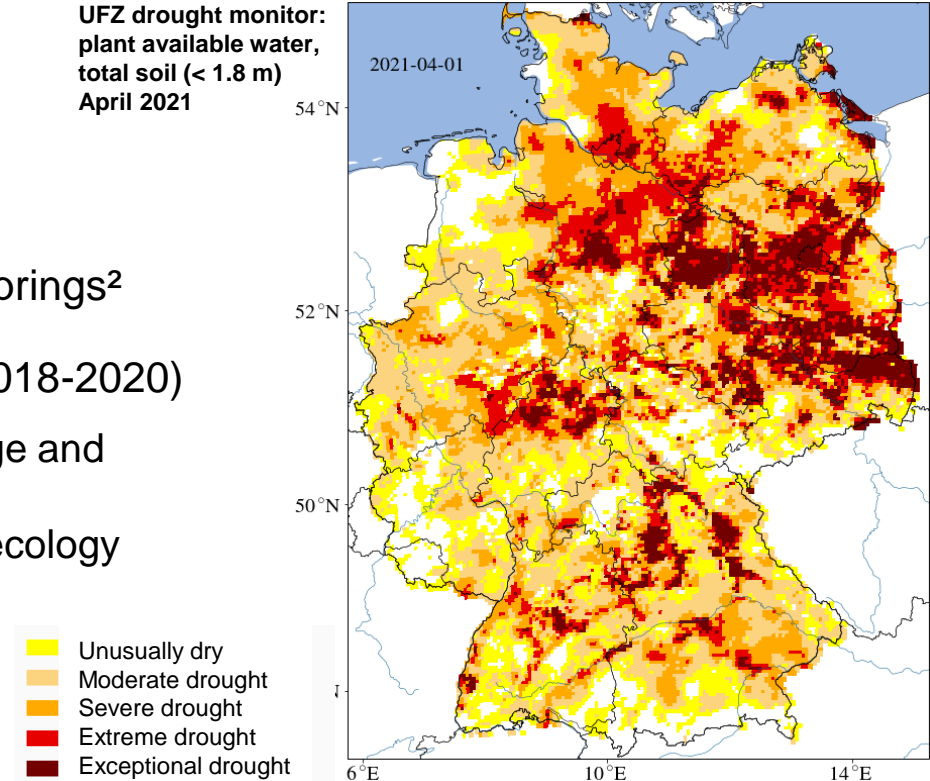 UFZ drought monitor:
plant available water,
total soil (< 1.8 m)
April 2021
2021-04-01
54°N
52°N
50°N
N
6°E
10°E
14°E
orings²
018-2020)
ge and
ecology
Unusually dry
Moderate drought
Severe drought
Extreme drought
Exceptional drought